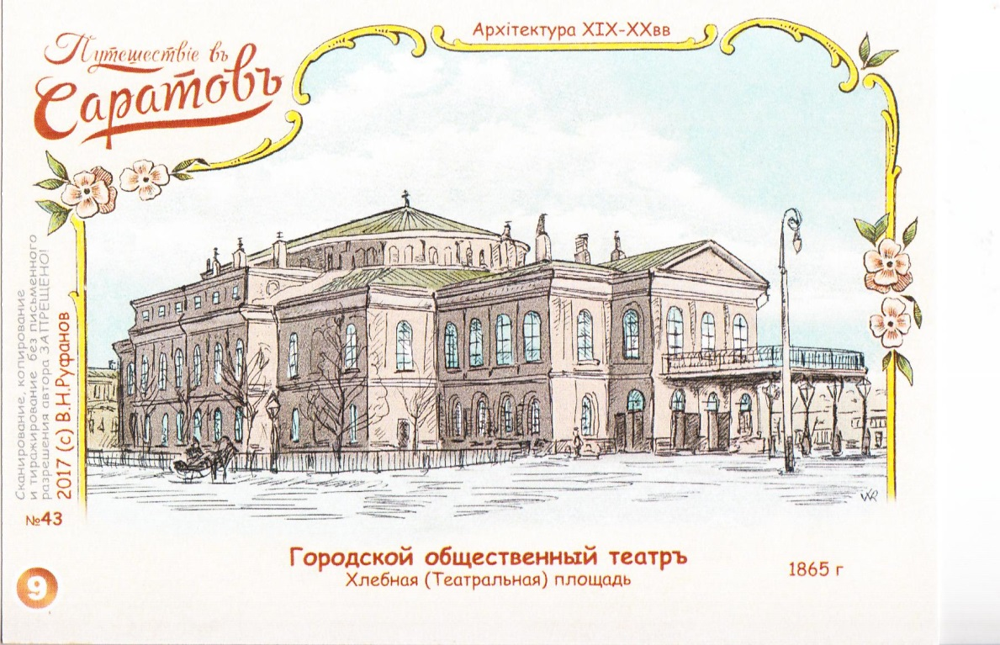 Путешествіе въ
Саратовъ
Архітектура XIX-XXвв
Сканирование, копирование
и тиражирование без письменного
разрешения автора ЗАПРЕЩЕНО!
2017 (с) В.Н.Руфанов
№43
9
Городской общественный театръ
Хлебная (Театральная) площадь
1865 г